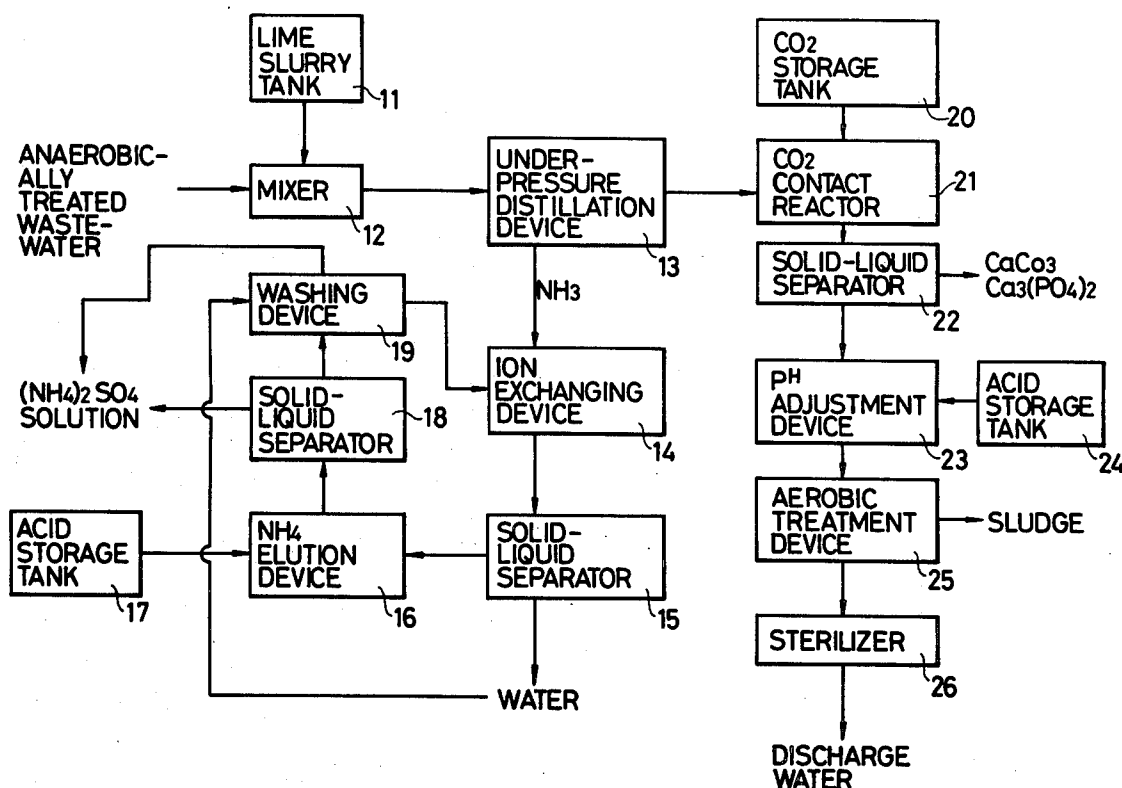 LIME
SLURRY
TANK
11
CO2
STORAGE
TANK
20
ANAEROBIC-
ALLY
TREATED
WASTE-
WATER
MIXER
12
UNDER-
PRESSURE
DISTILLATION
DEVICE
13
CO2
CONTACT
REACTOR
21
NH3
SOLID-LIQUID
SEPARATOR
22
CaCo3
Ca3(PO4)2
WASHING
DEVICE
19
(NH4)2 SO4
SOLUTION
SOLID-
LIQUID
SEPARATOR
18
ION
EXCHANGING
DEVICE
14
PH
ADJUSTMENT
DEVICE
23
ACID
STORAGE
TANK
24
ACID
STORAGE
TANK
17
NH4
ELUTION
DEVICE
16
SOLID-
LIQUID
SEPARATOR
15
AEROBIC
TREATMENT
DEVICE
25
SLUDGE
WATER
STERILIZER
26
DISCHARGE
WATER